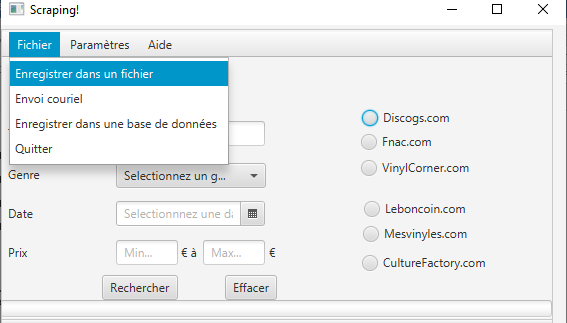 Scraping!
Fichier Paramètres Aide
Enregistrer dans un fichier
Envoi couriel
Enregistrer dans une base de données
Quitter
Genre Selectionnez un g...
Date Selectionnnez une da
Prix Min... € à Max... €
Rechercher Effacer
Discogs.com
Fnac.com
VinylCorner.com
Leboncoin.com
Mesvinyles.com
CultureFactory.com